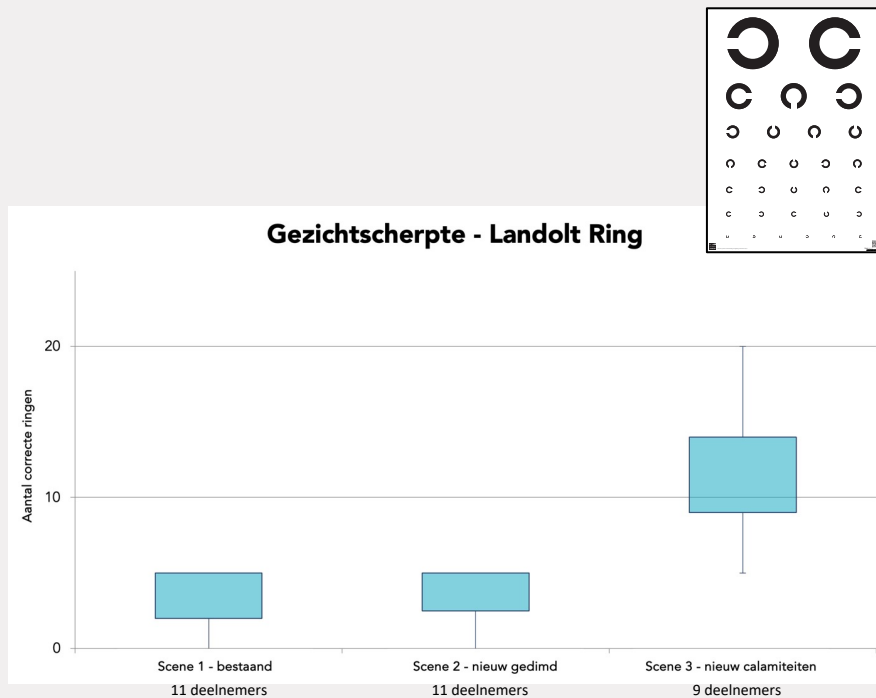 Gezichtscherpte - Landolt Ring
Aantal correcte ringen
20
10
0
Scene 1 - bestaand
Scene 2 - nieuw gedimd
Scene 3 - nieuw calamiteiten
11 deelnemers
11 deelnemers
9 deelnemers